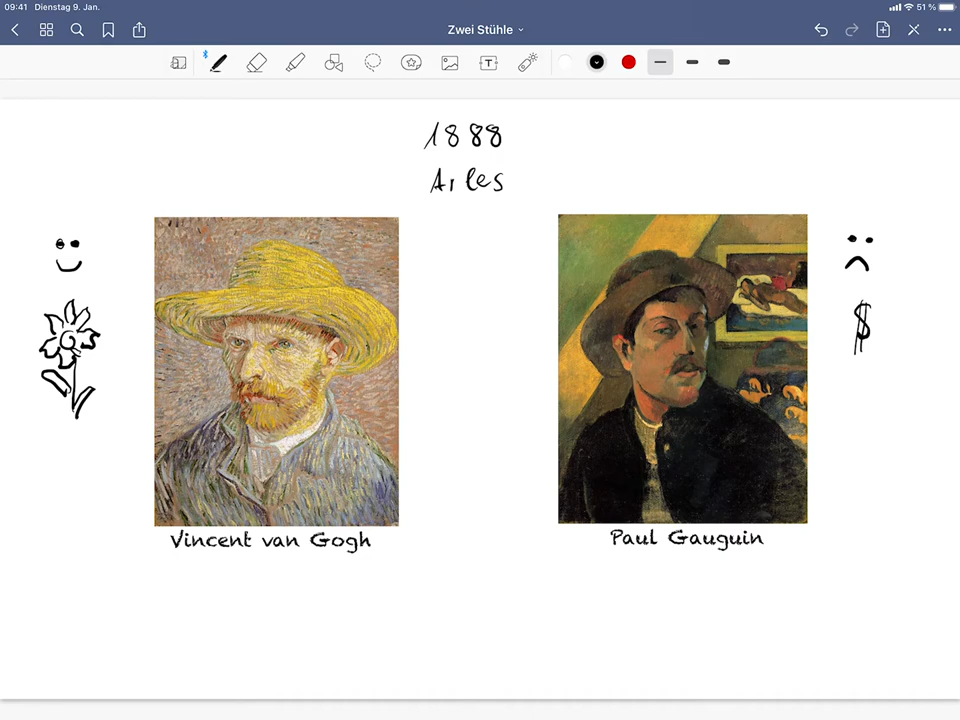 09:41 Dienstag 9. Jan.
51 %
Zwei Stühle
T
1888
Arles
$
Vincent van Gogh
Paul Gauguin